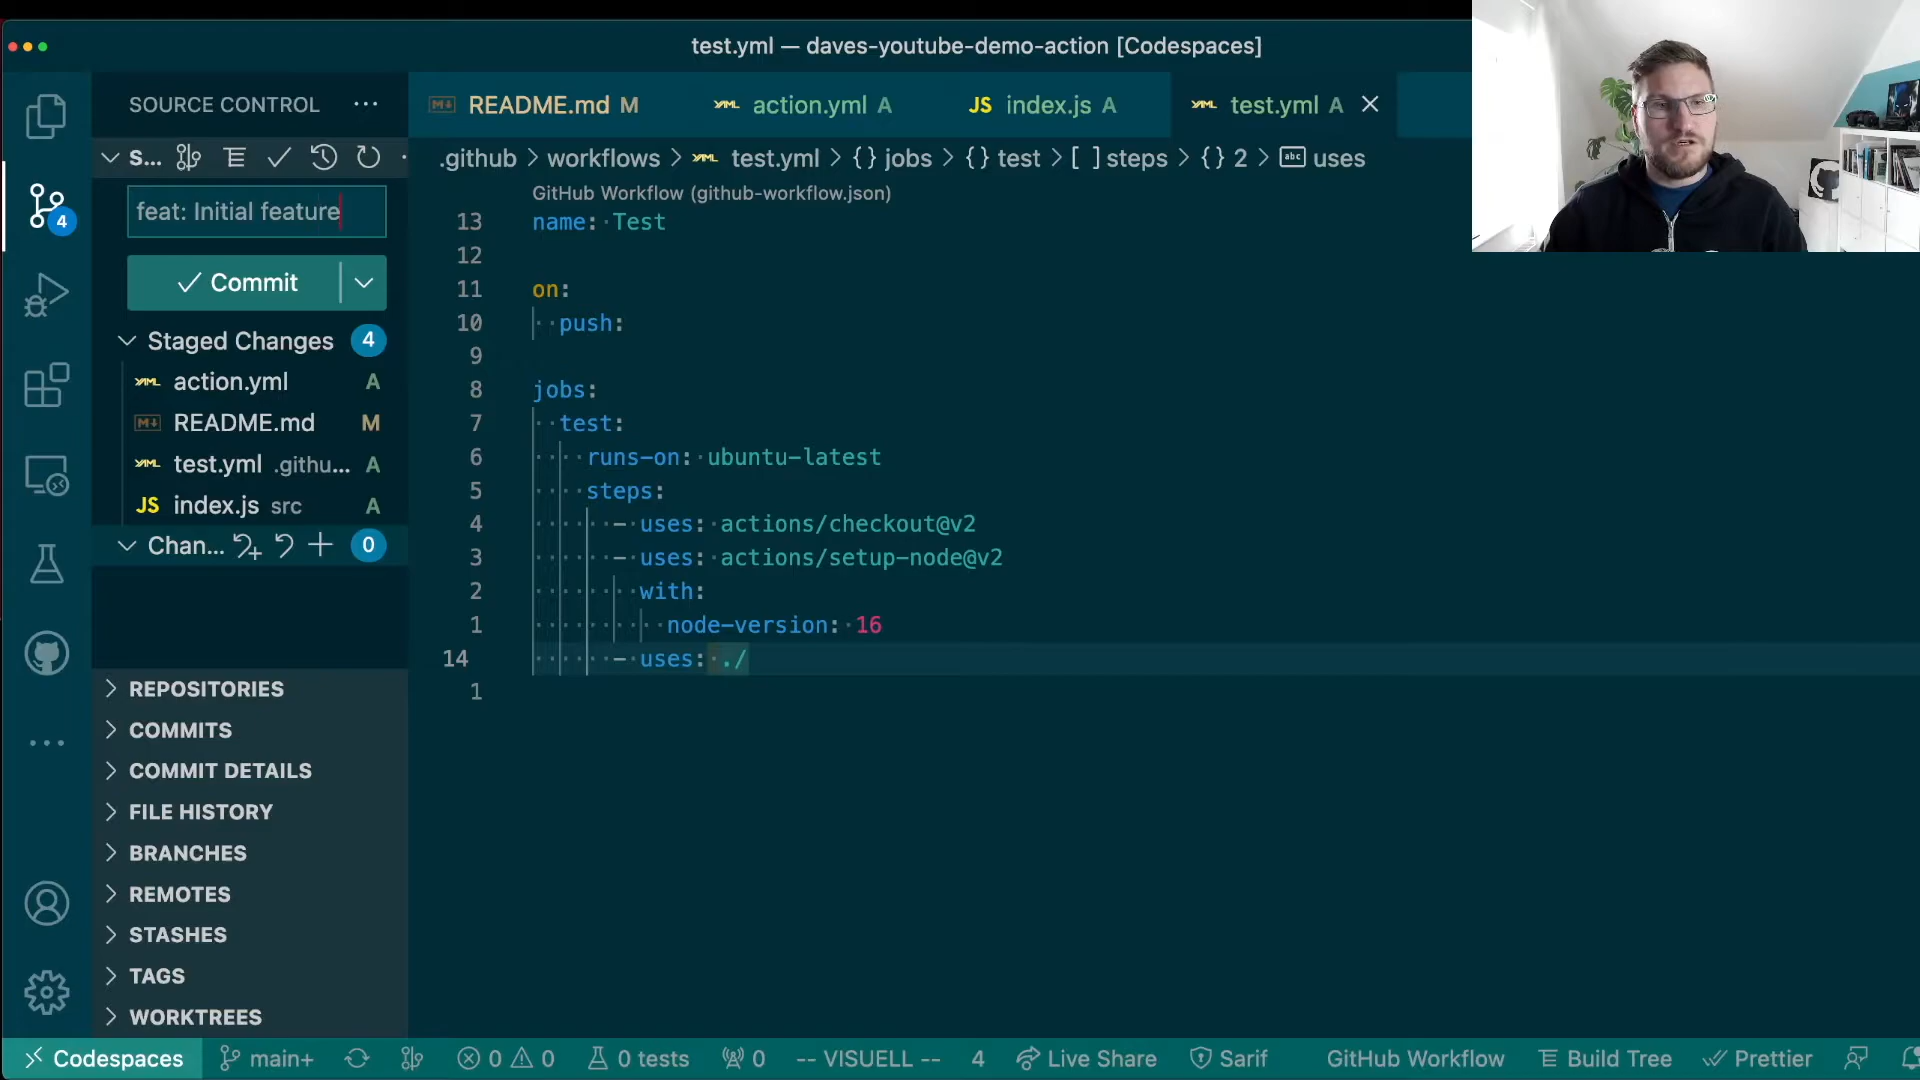 test.yml — daves-youtube-demo-action [Codespaces]
SOURCE CONTROL ···
README.md M
action.yml A
JS index.js A
test.yml A
S...
.github > workflows > test.yml > {} jobs > {} test > [ ] steps > {} 2 > abc uses
feat: Initial feature
Commit
Staged Changes 4
action.yml A
README.md M
test.yml .githu... A
JS index.js src A
Chan... 0
4
REPOSITORIES
COMMITS
COMMIT DETAILS
FILE HISTORY
BRANCHES
REMOTES
STASHES
TAGS
WORKTREES
GitHub Workflow (github-workflow.json)
13 name: Test
12
11 on:
10 push:
9
8 jobs:
7 test:
6 runs-on: ubuntu-latest
5 steps:
4 - uses: actions/checkout@v2
3 - uses: actions/setup-node@v2
2 with:
1 node-version: 16
14 - uses: ./
1
Codespaces main+ 0 0 0 tests 0 -- VISUELL -- 4 Live Share Sarif GitHub Workflow Build Tree Prettier